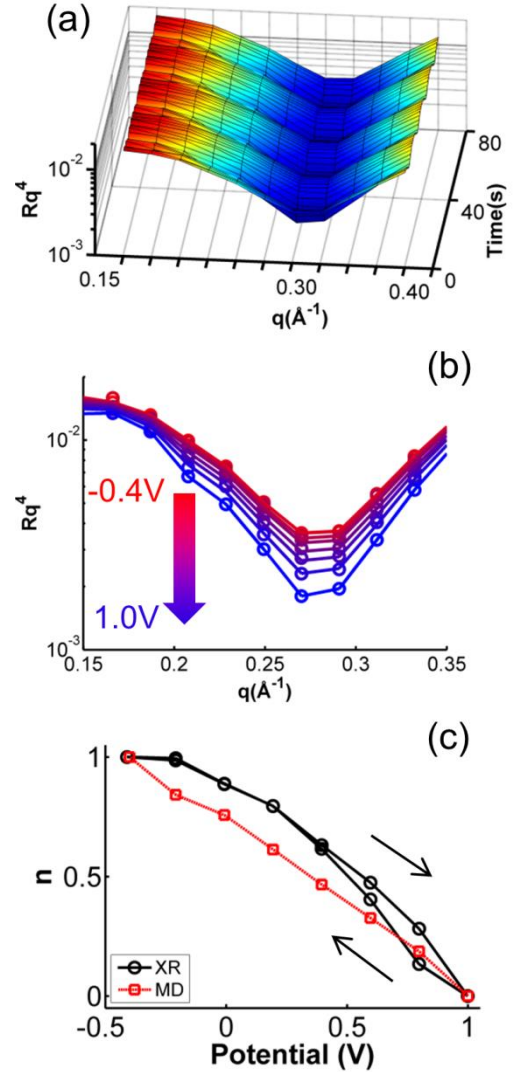 (a)
Rq⁴
10⁻²
10⁻³
0.15
0.30
0.40
q(Å⁻¹)
0
40
80
Time(s)
(b)
Rq⁴
10⁻²
10⁻³
-0.4V
1.0V
0.15
0.2
0.25
0.3
0.35
q(Å⁻¹)
(c)
n
1
0.5
0
XR
MD
-0.5
0
0.5
1
Potential (V)